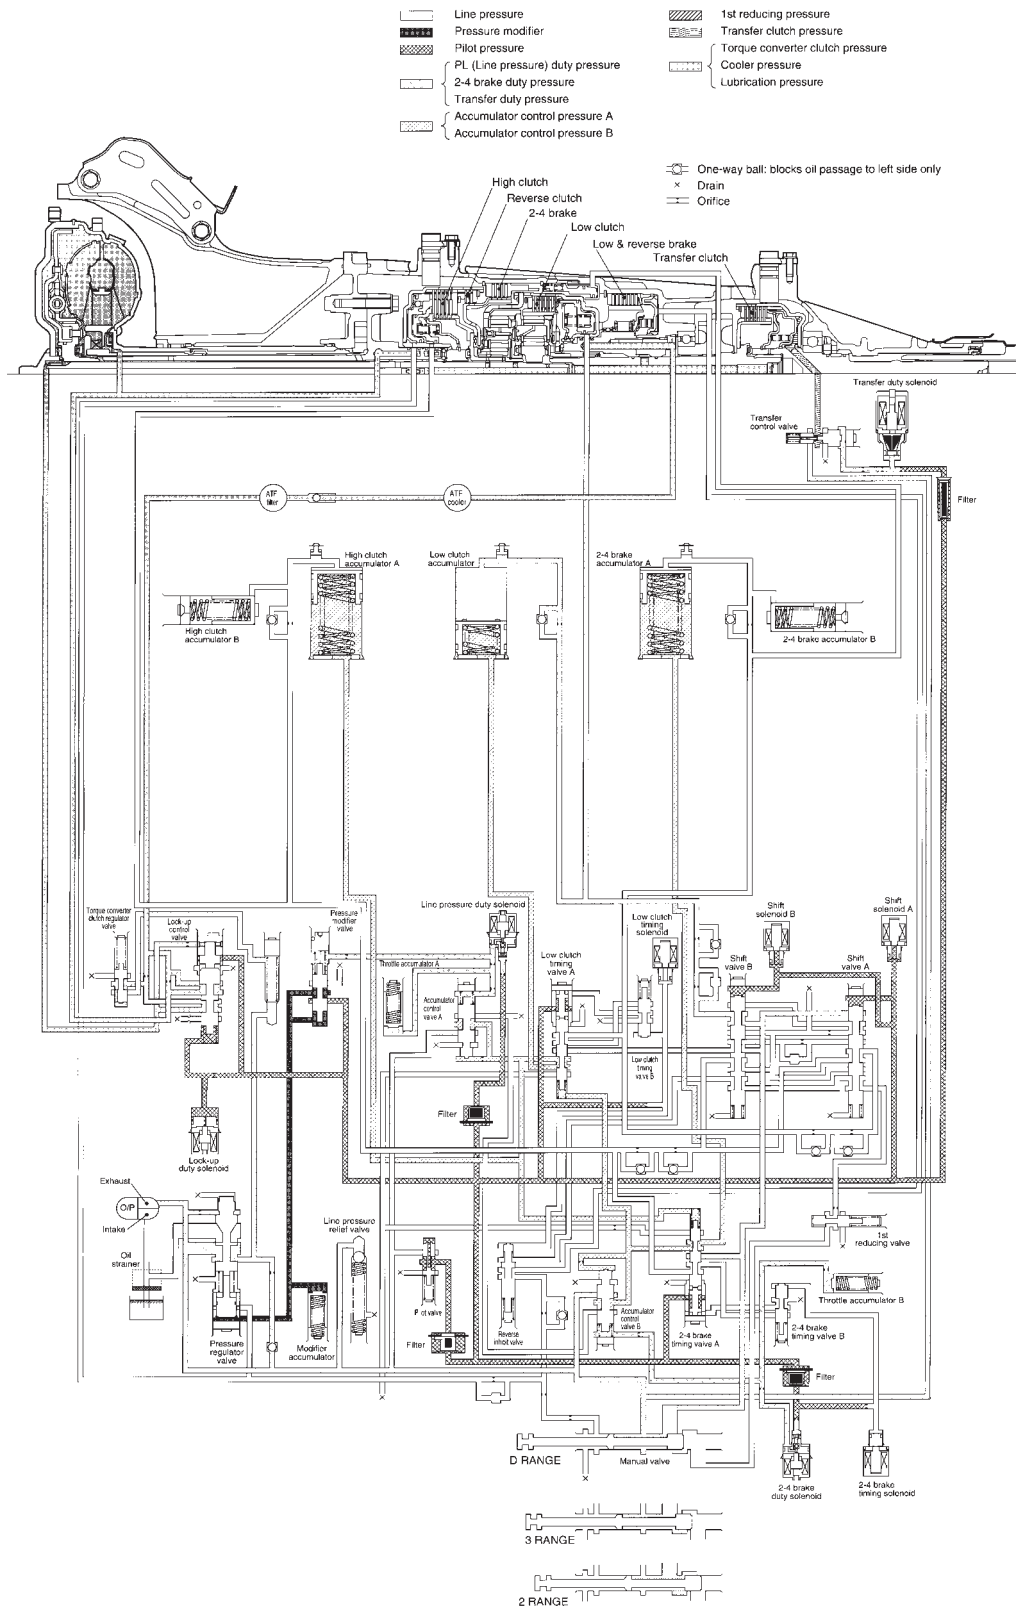 Line pressure
Pressure modifier
Pilot pressure
PL (Line pressure) duty pressure
2-4 brake duty pressure
Transfer duty pressure
Accumulator control pressure A
Accumulator control pressure B
1st reducing pressure
Transfer clutch pressure
Torque converter clutch pressure
Cooler pressure
Lubrication pressure
One-way ball: blocks oil passage to left side only
Drain
Orifice
High clutch
Reverse clutch
2-4 brake
Low clutch
Low & reverse brake
Transfer clutch
Transfer duty solenoid
Transfer
control valve
Filter
ATF
filter
ATF
cooler
High clutch
accumulator A
Low clutch
accumulator
2-4 brake
accumulator A
High clutch
accumulator B
2-4 brake accumulator B
Torque converter
clutch regulator
valve
Lock-up
control
valve
Pressure
modifier
valve
Line pressure duty solenoid
Low clutch
timing
solenoid
Shift
solenoid B
Shift
solenoid A
Throttle accumulator A
Low clutch
timing
valve A
Shift
valve B
Shift
valve A
Accumulator
control
valve A
Low clutch
timing
valve B
Filter
Lock-up
duty solenoid
Exhaust
O/P
Intake
Oil
strainer
Line pressure
relief valve
1st
reducing valve
P ot valve
Throttle accumulator B
Reverse
inhibit valve
Accumulator
control
valve B
2-4 brake
timing valve A
2-4 brake
timing valve B
Pressure
regulator
valve
Modifier
accumulator
Filter
Filter
D RANGE
Manual valve
2-4 brake
duty solenoid
2-4 brake
timing solenoid
3 RANGE
2 RANGE